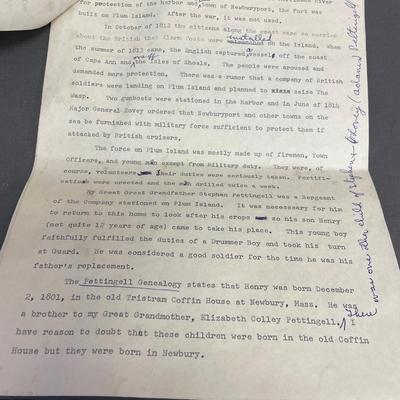 for protection of the harbor and town of Newburyport, the Fort was
built on Plum Island. After the war, it was not used.
In October of 1812 the citizens along the coast were so worried
about the British that Alarm Posts were installed on the Island. When
the summer of 1813 came, the English captured a vessel off the coast
of Cape Ann and the Isles of Shoals. The people were aroused and
demanded more protection. There was a rumor that a company of British
soldiers were landing on Plum Island and planned to seize The
Wasp. Two gunboats were stationed in the Harbor and in June of 1814
Major General Hovey ordered that Newburyport and other towns on the
sea be furnished with military force sufficient to protect them if
attacked by British cruisers.
The force on Plum Island was mostly made up of firemen, Town
Officers, and young exempt from Military duty. They were, of
course, volunteers their duties were seriously taken. Fortifi-
cations were erected and the men drilled twice a week.
My Great Great Grandfather Stephen Pettingell was a Sergeant
of the Company stationed on Plum Island. It was necessary for him
to return to this home to look after his crops so his son Henry
(not quite 12 years of age) came to take his place. This young boy
faithfully fulfilled the duties of a Drummer Boy and took his turn
at Guard. He was considered a good soldier for the time he was his
father's replacement.
The Pettingell Genealogy states that Henry was born December
2, 1801, in the old Tristram Coffin House at Newbury, Mass. He was
a brother to my Great Grandmother, Elizabeth Colley Pettingell. I
have reason to doubt that these children were born in the old Coffin
House but they were born in Newbury.
There was one other child of Stephen & (Adams) Pettingell